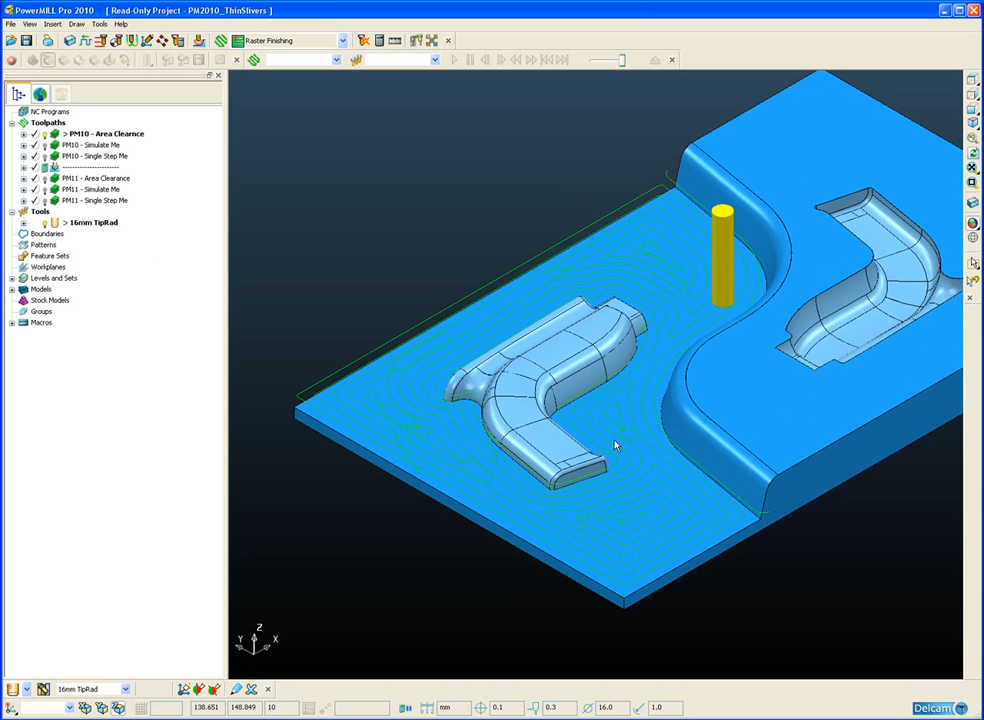 PowerMILL Pro 2010    [ Read-Only Project - PM2010_ThinSlivers ]
File View Insert Draw Tools Help
Raster Finishing
NC Programs
Toolpaths
> PM10 - Area Clearnce
PM10 - Simulate Me
PM10 - Single Step Me
--------------------
PM11 - Area Clearance
PM11 - Simulate Me
PM11 - Single Step Me
Tools
> 16mm TipRad
Boundaries
Patterns
Feature Sets
Workplanes
Levels and Sets
Models
Stock Models
Groups
Macros
Z
Y X
16mm TipRad
138.651 148.849 10 mm 0.1 0.3 16.0 1.0 Delcam